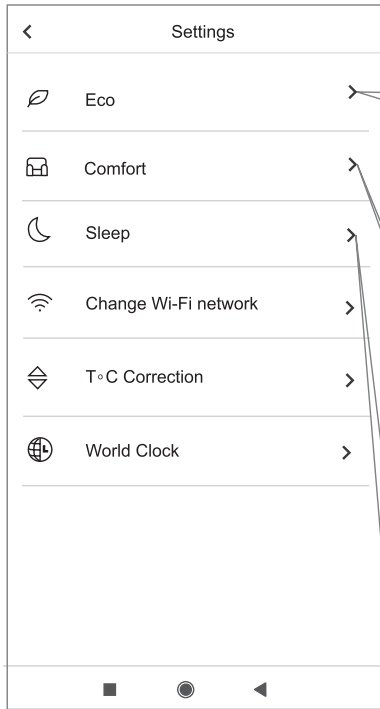 Settings
Eco
Comfort
Sleep
Change Wi-Fi network
T∘C Correction
World Clock